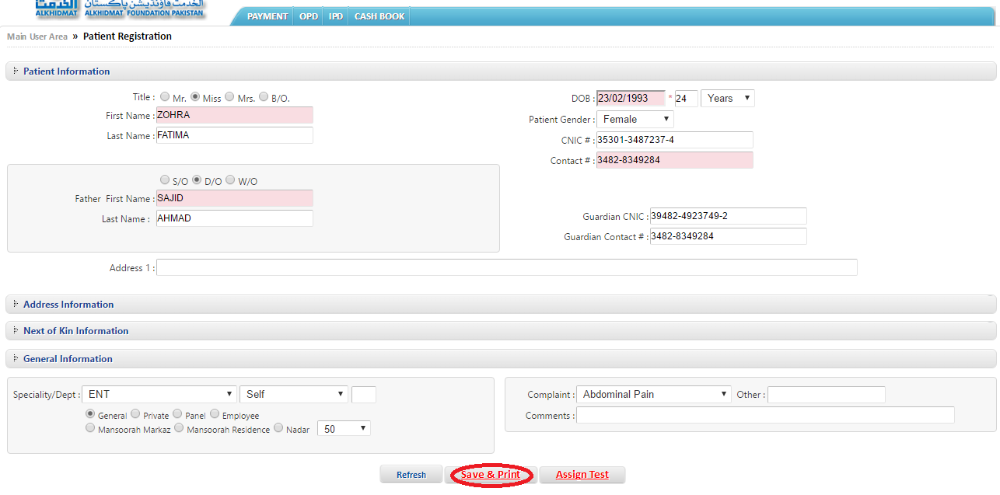 الخدمت فاؤنڈیشن پاکستان
ALKHIDMAT ALKHIDMAT FOUNDATION PAKISTAN
PAYMENT OPD IPD CASH BOOK
Main User Area » Patient Registration
Patient Information
Title : Mr. Miss Mrs. B/O.
DOB : 23/02/1993 * 24 Years
First Name : ZOHRA
Patient Gender : Female
Last Name : FATIMA
CNIC # : 35301-3487237-4
Contact # : 3482-8349284
S/O D/O W/O
Father First Name : SAJID
Last Name : AHMAD
Guardian CNIC : 39482-4923749-2
Guardian Contact # : 3482-8349284
Address 1 :
Address Information
Next of Kin Information
General Information
Speciality/Dept : ENT Self
Complaint : Abdominal Pain Other :
General Private Panel Employee
Comments :
Mansoorah Markaz Mansoorah Residence Nadar 50
Refresh Save & Print Assign Test